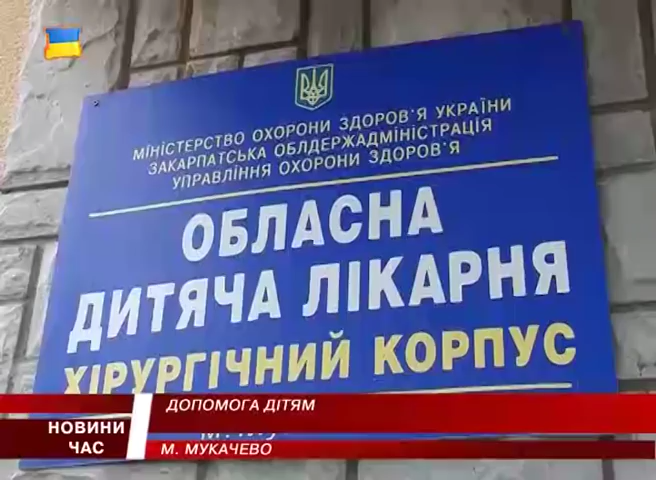 МІНІСТЕРСТВО ОХОРОНИ ЗДОРОВ'Я УКРАЇНИ
ЗАКАРПАТСЬКА ОБЛДЕРЖАДМІНІСТРАЦІЯ
УПРАВЛІННЯ ОХОРОНИ ЗДОРОВ'Я
ОБЛАСНА
ДИТЯЧА ЛІКАРНЯ
ХІРУРГІЧНИЙ КОРПУС
ДОПОМОГА ДІТЯМ
НОВИНИ
ЧАС
М. МУКАЧЕВО